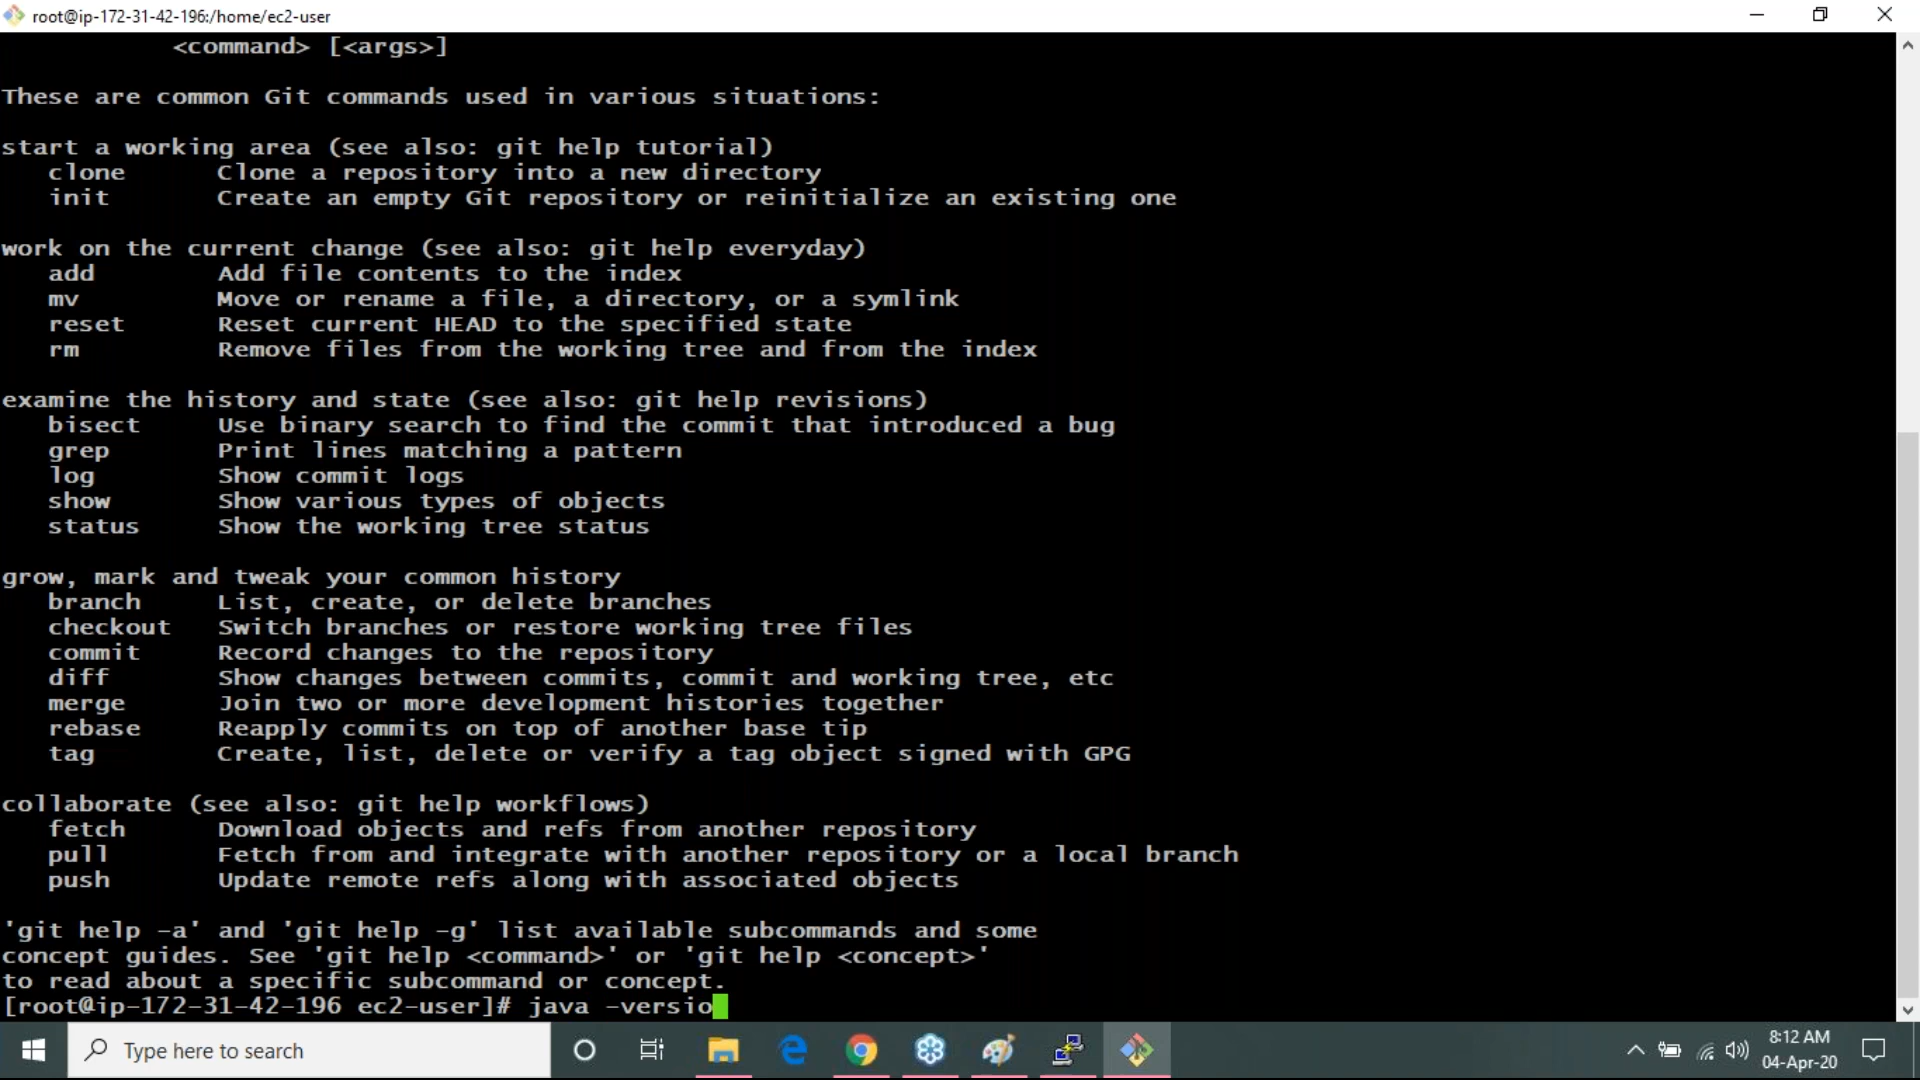 root@ip-172-31-42-196:/home/ec2-user
<command> [<args>]
These are common Git commands used in various situations:
start a working area (see also: git help tutorial)
clone Clone a repository into a new directory
init Create an empty Git repository or reinitialize an existing one
work on the current change (see also: git help everyday)
add Add file contents to the index
mv Move or rename a file, a directory, or a symlink
reset Reset current HEAD to the specified state
rm Remove files from the working tree and from the index
examine the history and state (see also: git help revisions)
bisect Use binary search to find the commit that introduced a bug
grep Print lines matching a pattern
log Show commit logs
show Show various types of objects
status Show the working tree status
grow, mark and tweak your common history
branch List, create, or delete branches
checkout Switch branches or restore working tree files
commit Record changes to the repository
diff Show changes between commits, commit and working tree, etc
merge Join two or more development histories together
rebase Reapply commits on top of another base tip
tag Create, list, delete or verify a tag object signed with GPG
collaborate (see also: git help workflows)
fetch Download objects and refs from another repository
pull Fetch from and integrate with another repository or a local branch
push Update remote refs along with associated objects
'git help -a' and 'git help -g' list available subcommands and some
concept guides. See 'git help <command>' or 'git help <concept>'
to read about a specific subcommand or concept.
[root@ip-172-31-42-196 ec2-user]# java -versio
Type here to search
8:12 AM
04-Apr-20